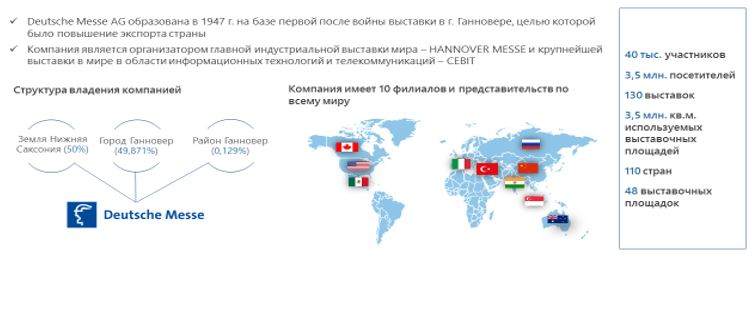 ✓ Deutsche Messe AG образована в 1947 г. на базе первой после войны выставки в г. Ганновере, целью которой
было повышение экспорта страны
✓ Компания является организатором главной индустриальной выставки мира – HANNOVER MESSE и крупнейшей
выставки в мире в области информационных технологий и телекоммуникаций – CEBIT
Структура владения компанией
Земля Нижняя
Саксония (50%)
Город Ганновер
(49,871%)
Район Ганновер
(0,129%)
Deutsche Messe
Компания имеет 10 филиалов и представительств по
всему миру
40 тыс. участников
3,5 млн. посетителей
130 выставок
3,5 млн. кв.м.
используемых
выставочных
площадей
110 стран
48 выставочных
площадок